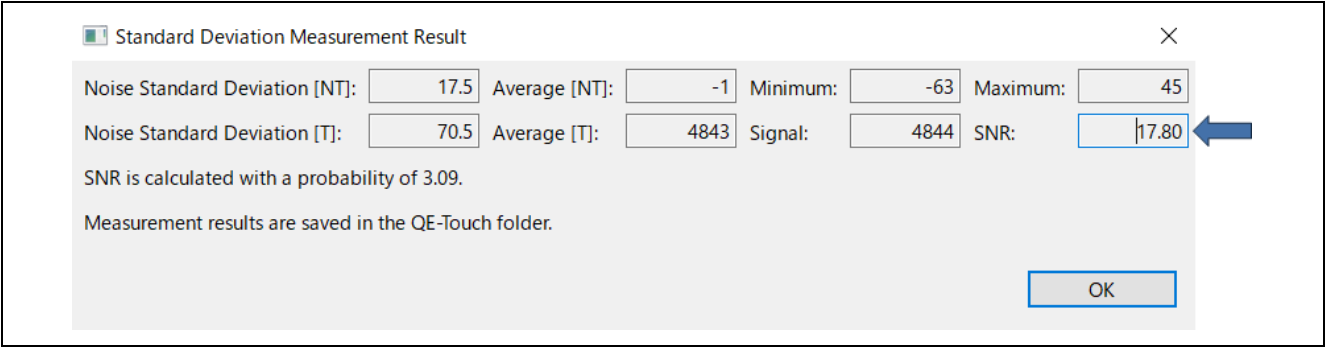 Standard Deviation Measurement Result
Noise Standard Deviation [NT]: 17.5 Average [NT]: -1 Minimum: -63 Maximum: 45
Noise Standard Deviation [T]: 70.5 Average [T]: 4843 Signal: 4844 SNR: 17.80
SNR is calculated with a probability of 3.09.
Measurement results are saved in the QE-Touch folder.
OK